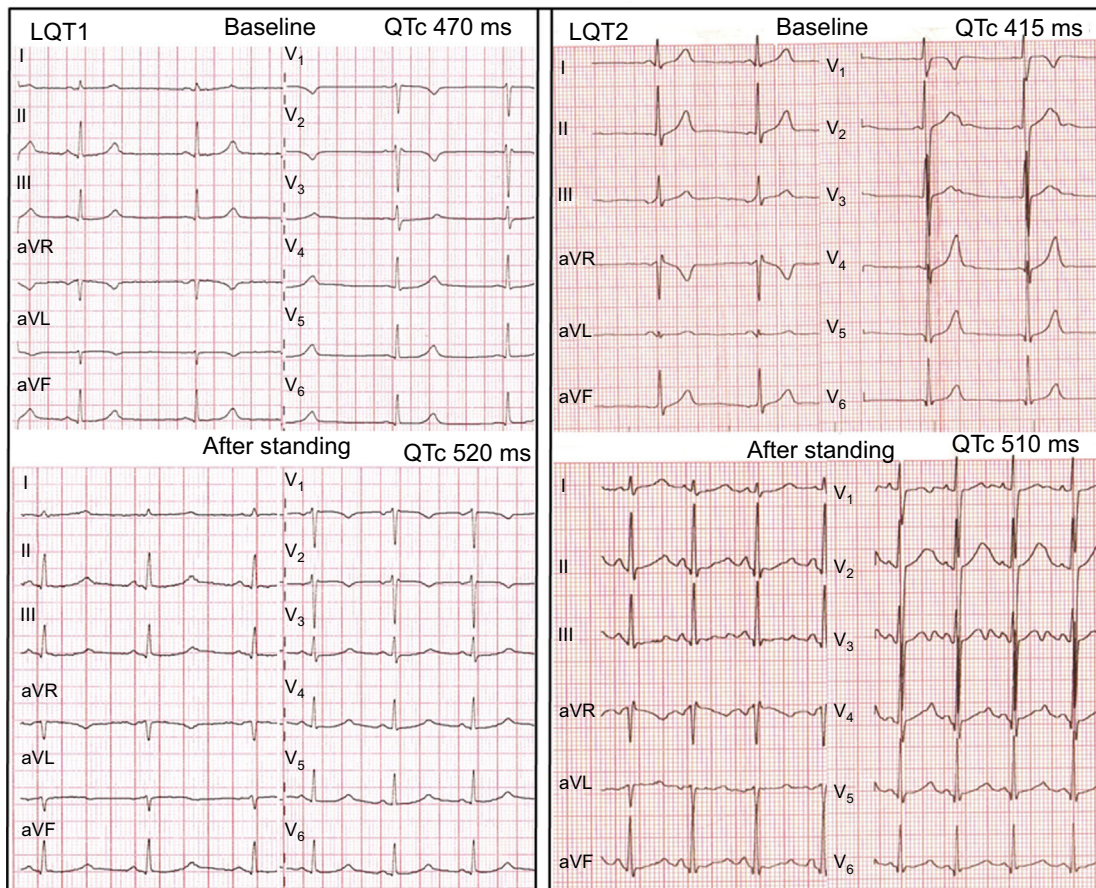 LQT1 Baseline QTc 470 ms
I
II
III
aVR
aVL
aVF
V1
V2
V3
V4
V5
V6
After standing QTc 520 ms
I
II
III
aVR
aVL
aVF
V1
V2
V3
V4
V5
V6
LQT2 Baseline QTc 415 ms
I
II
III
aVR
aVL
aVF
V1
V2
V3
V4
V5
V6
After standing QTc 510 ms
I
II
III
aVR
aVL
aVF
V1
V2
V3
V4
V5
V6